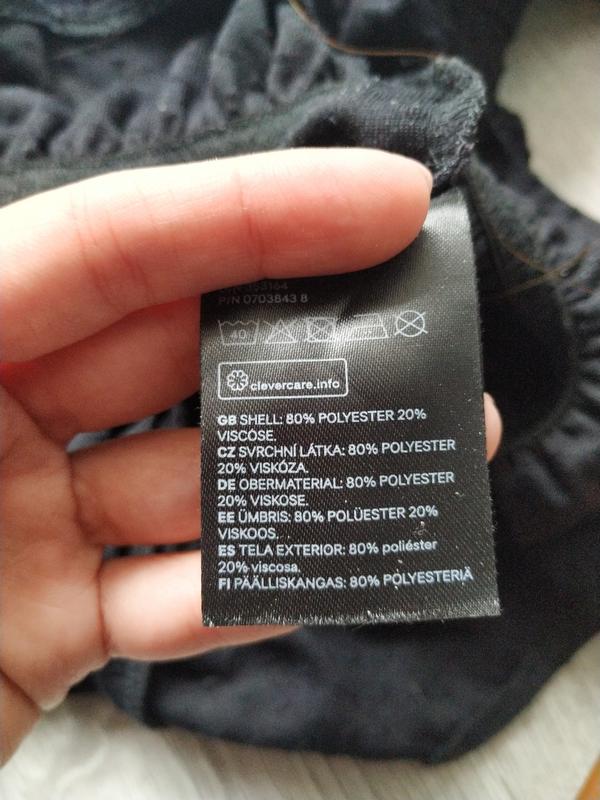 353164
P/N 0703843 8
40
clevercare.info
GB SHELL: 80% POLYESTER 20%
VISCOSE.
CZ SVRCHNÍ LÁTKA: 80% POLYESTER
20% VISKÓZA.
DE OBERMATERIAL: 80% POLYESTER
20% VISKOSE.
EE ÜMBRIS: 80% POLÜESTER 20%
VISKOOS.
ES TELA EXTERIOR: 80% poliéster
20% viscosa.
FI PÄÄLLISKANGAS: 80% POLYESTERIÄ